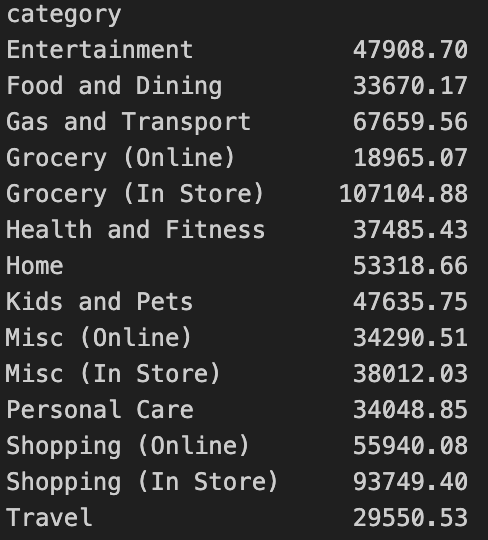 category
Entertainment 47908.70
Food and Dining 33670.17
Gas and Transport 67659.56
Grocery (Online) 18965.07
Grocery (In Store) 107104.88
Health and Fitness 37485.43
Home 53318.66
Kids and Pets 47635.75
Misc (Online) 34290.51
Misc (In Store) 38012.03
Personal Care 34048.85
Shopping (Online) 55940.08
Shopping (In Store) 93749.40
Travel 29550.53